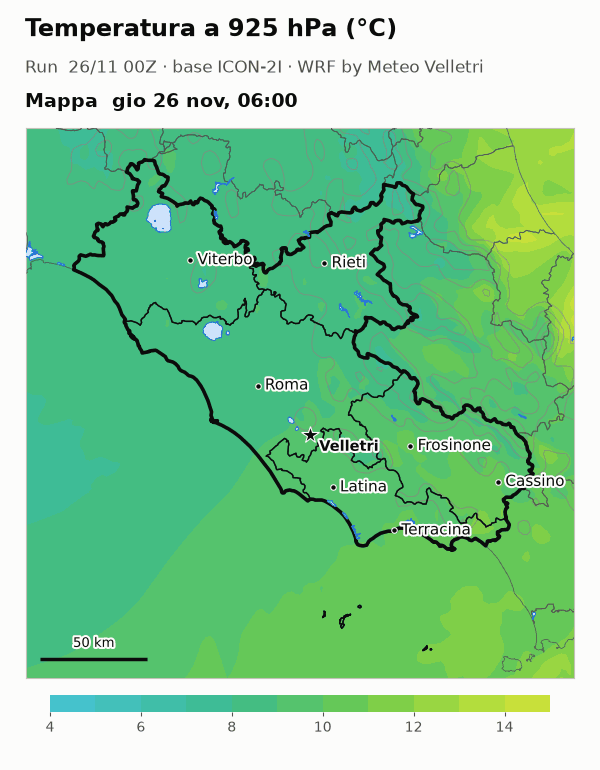 Temperatura a 925 hPa (°C)
Run  26/11 00Z · base ICON-2I · WRF by Meteo Velletri
Mappa  gio 26 nov, 06:00
Viterbo
Rieti
Roma
Velletri
Frosinone
Cassino
Latina
Terracina
50 km
4 6 8 10 12 14